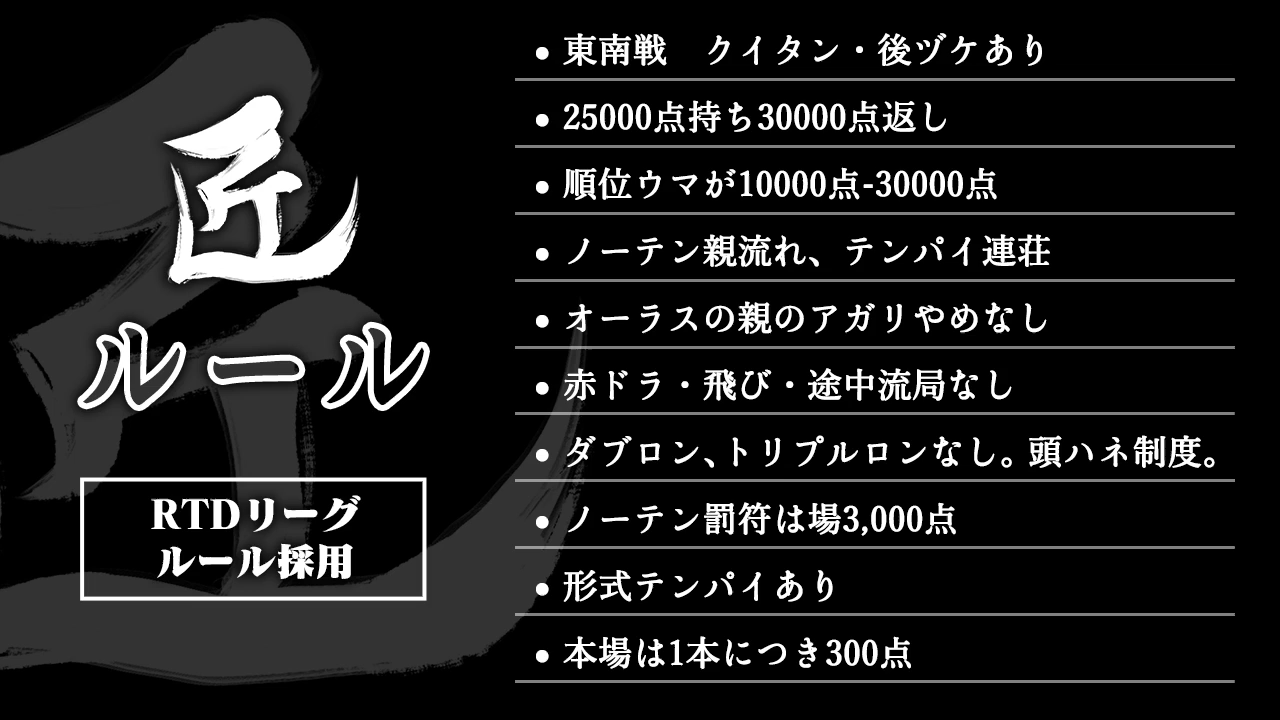 匠
ルール
RTDリーグ
ルール採用
• 東南戦　クイタン・後ヅケあり
• 25000点持ち30000点返し
• 順位ウマが10000点-30000点
• ノーテン親流れ、テンパイ連荘
• オーラスの親のアガリやめなし
• 赤ドラ・飛び・途中流局なし
• ダブロン、トリプルロンなし。頭ハネ制度。
• ノーテン罰符は場3,000点
• 形式テンパイあり
• 本場は1本につき300点